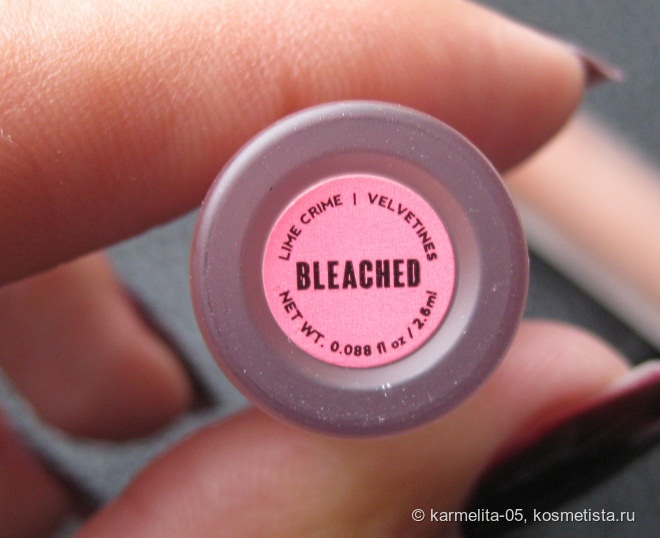 LIME CRIME | VELVETINES
BLEACHED
NET WT. 0.088 fl oz / 2.6ml
© karmelita-05, kosmetista.ru